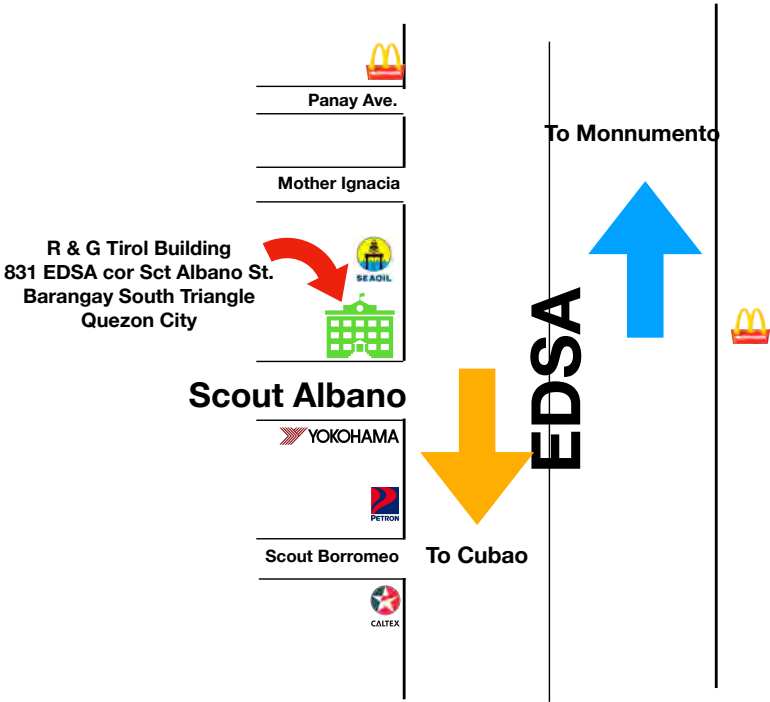 Panay Ave.
To Monnumento
Mother Ignacia
R & G Tirol Building
831 EDSA cor Sct Albano St.
Barangay South Triangle
Quezon City
SEAOIL
EDSA
Scout Albano
YOKOHAMA
PETRON
Scout Borromeo
To Cubao
CALTEX